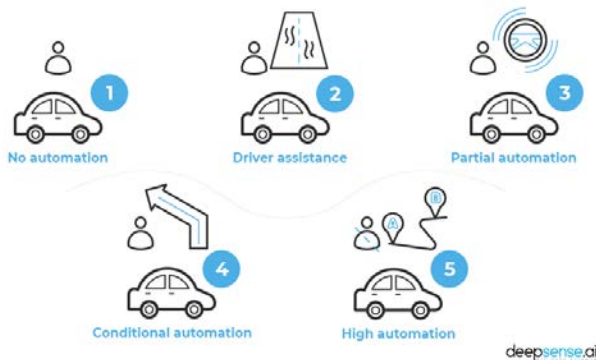 1
No automation
2
Driver assistance
3
Partial automation
4
Conditional automation
A
B
5
High automation
deepsense.ai